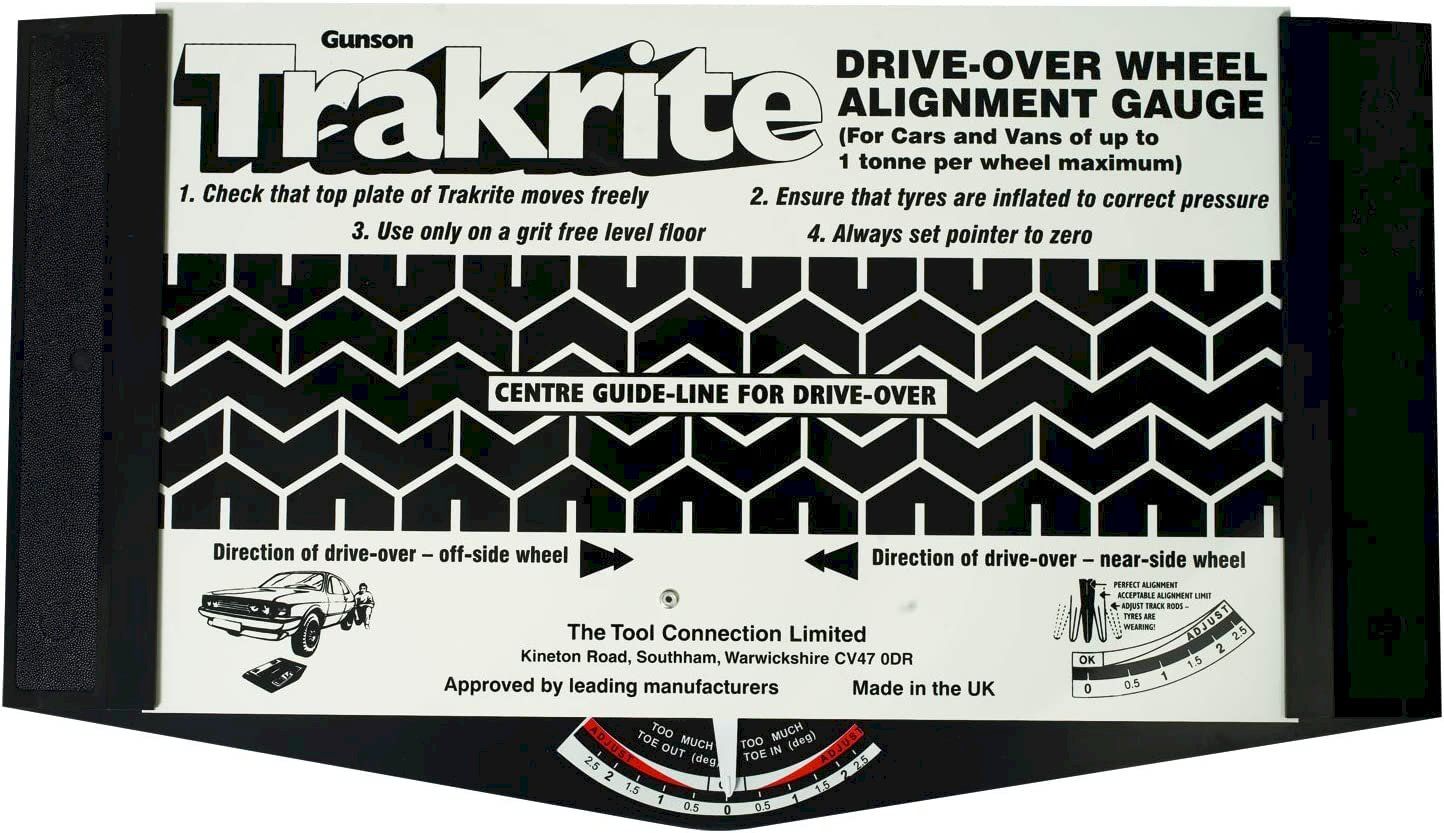 Gunson
Trakrite
DRIVE-OVER WHEEL
ALIGNMENT GAUGE
(For Cars and Vans of up to
1 tonne per wheel maximum)
1. Check that top plate of Trakrite moves freely
2. Ensure that tyres are inflated to correct pressure
3. Use only on a grit free level floor
4. Always set pointer to zero
CENTRE GUIDE-LINE FOR DRIVE-OVER
Direction of drive-over – off-side wheel
Direction of drive-over – near-side wheel
PERFECT ALIGNMENT
ACCEPTABLE ALIGNMENT LIMIT
ADJUST TRACK RODS –
TYRES ARE
WEARING!
ADJUST
OK
0 0.5 1 1.5 2 2.5
The Tool Connection Limited
Kineton Road, Southham, Warwickshire CV47 0DR
Approved by leading manufacturers
Made in the UK
TOO MUCH
TOE OUT (deg)
TOO MUCH
TOE IN (deg)
ADJUST
ADJUST
2.5 2 1.5 1 0.5 0 0.5 1 1.5 2 2.5